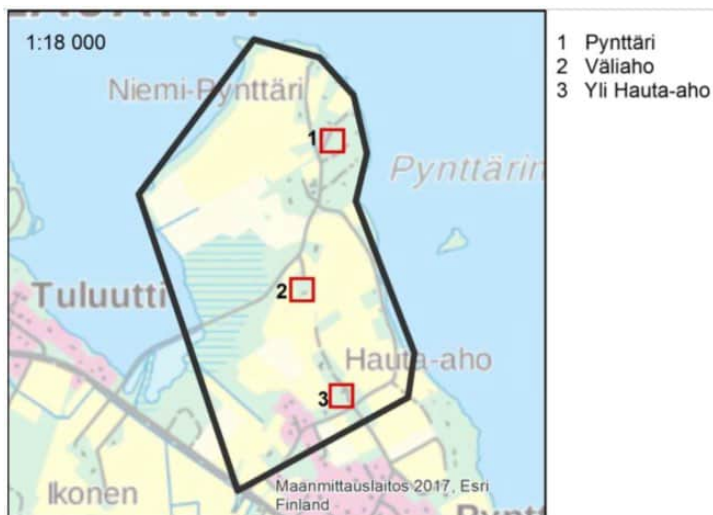 1:18 000
1 Pynttäri
2 Väliaho
3 Yli Hauta-aho
Niemi-Pynttäri
1
Pynttärin
2
Tuluutti
Hauta-aho
3
Maanmittauslaitos 2017, Esri
Finland
Ikonen